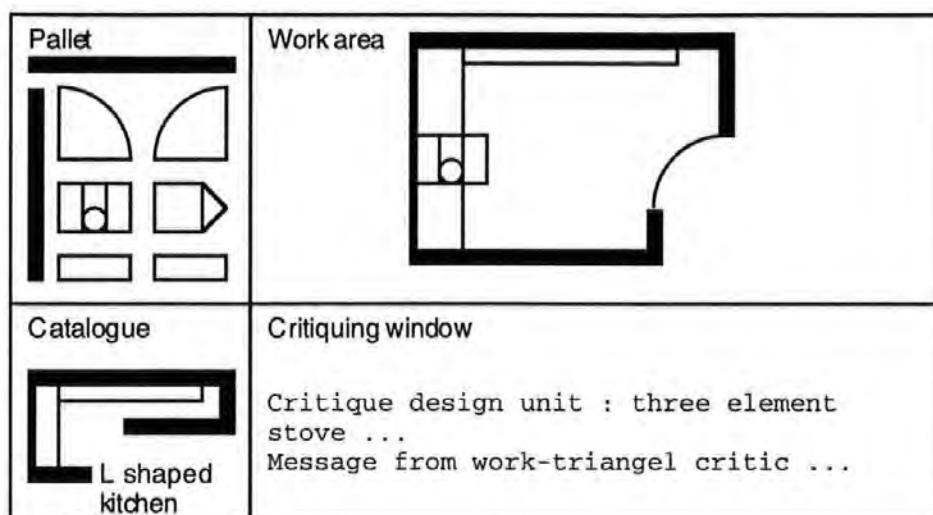 Pallet
Work area
Catalogue
L shaped
kitchen
Critiquing window
Critique design unit : three element
stove ...
Message from work-triangel critic ...